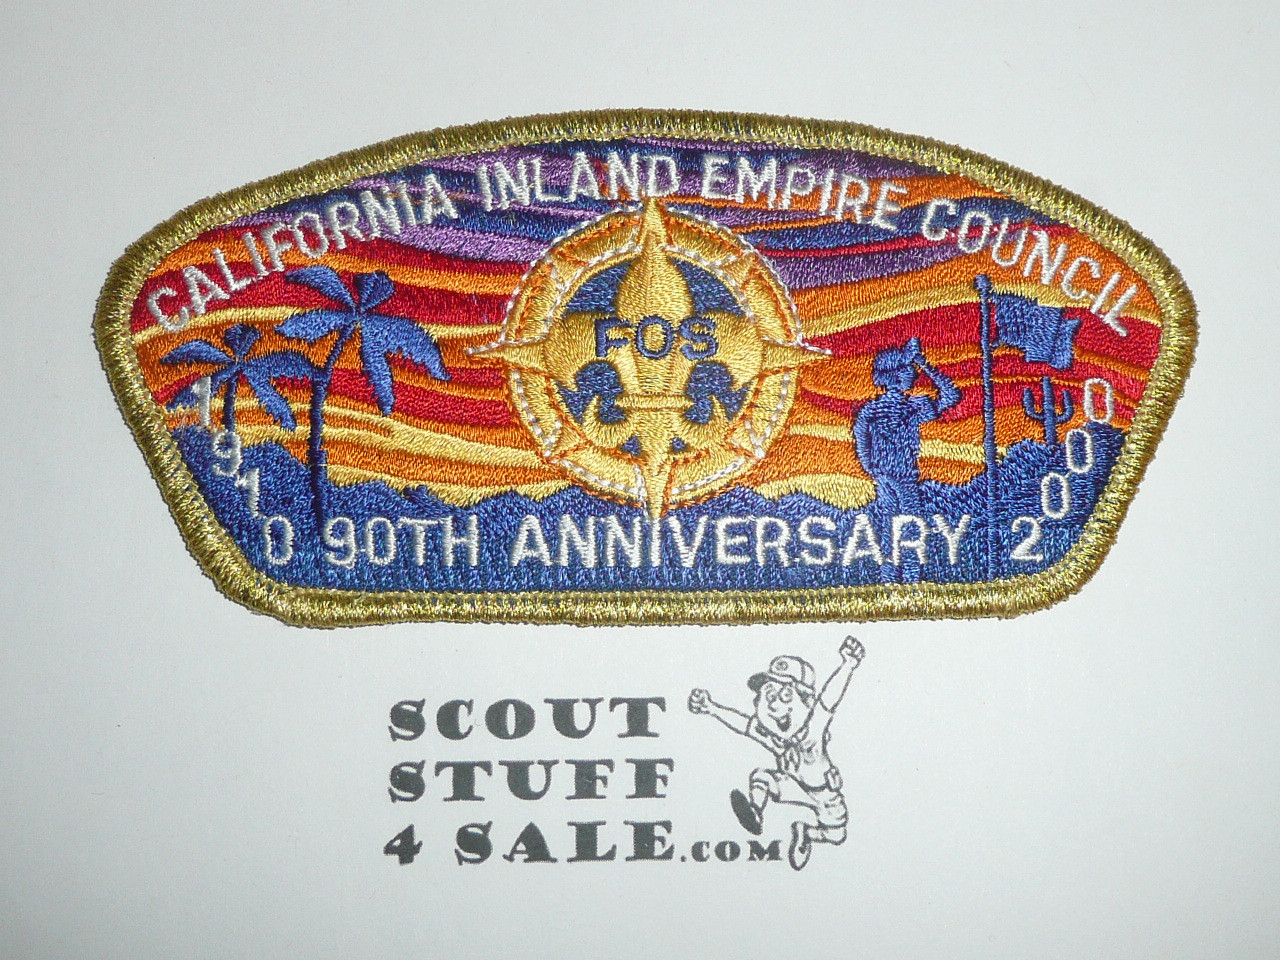 CALIFORNIA INLAND EMPIRE COUNCIL
FOS
1910 90TH ANNIVERSARY 2000
SCOUT
STUFF
4 SALE.COM